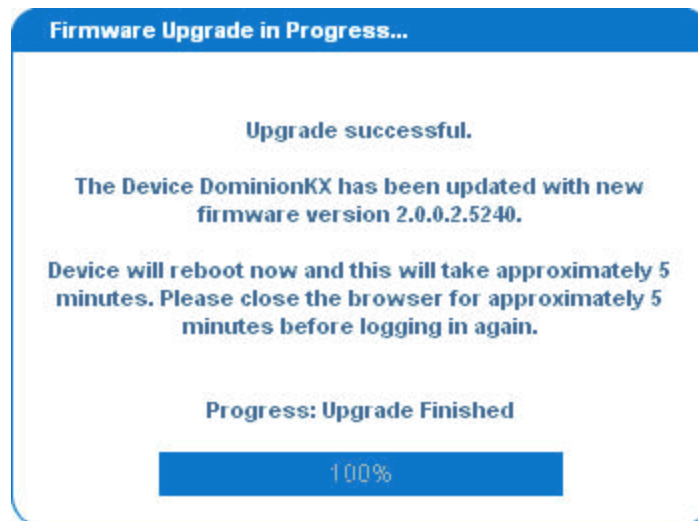 Firmware Upgrade in Progress...
Upgrade successful.
The Device DominionKX has been updated with new
firmware version 2.0.0.2.5240.
Device will reboot now and this will take approximately 5
minutes. Please close the browser for approximately 5
minutes before logging in again.
Progress: Upgrade Finished
100%